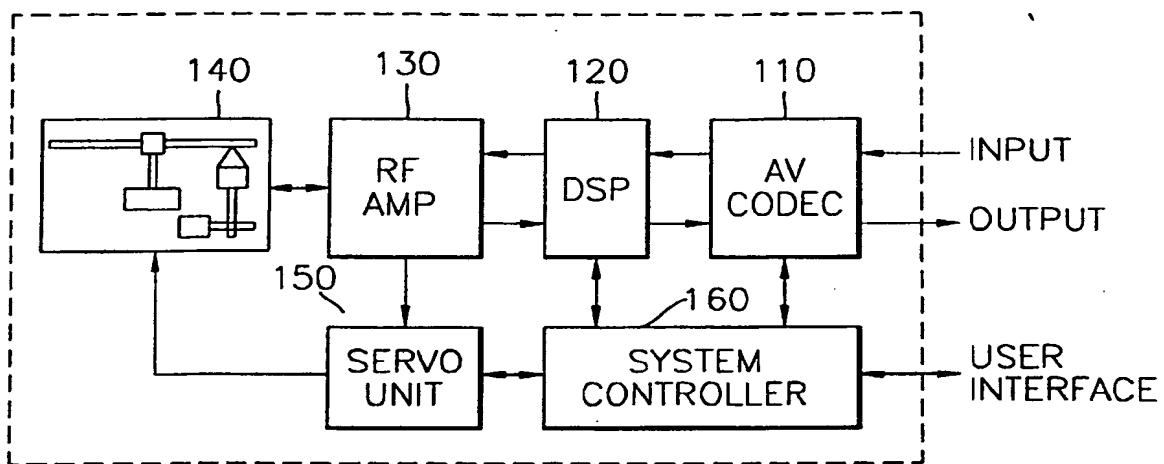 140
130
120
110
RF
AMP
DSP
AV
CODEC
INPUT
OUTPUT
150
160
SERVO
UNIT
SYSTEM
CONTROLLER
USER
INTERFACE